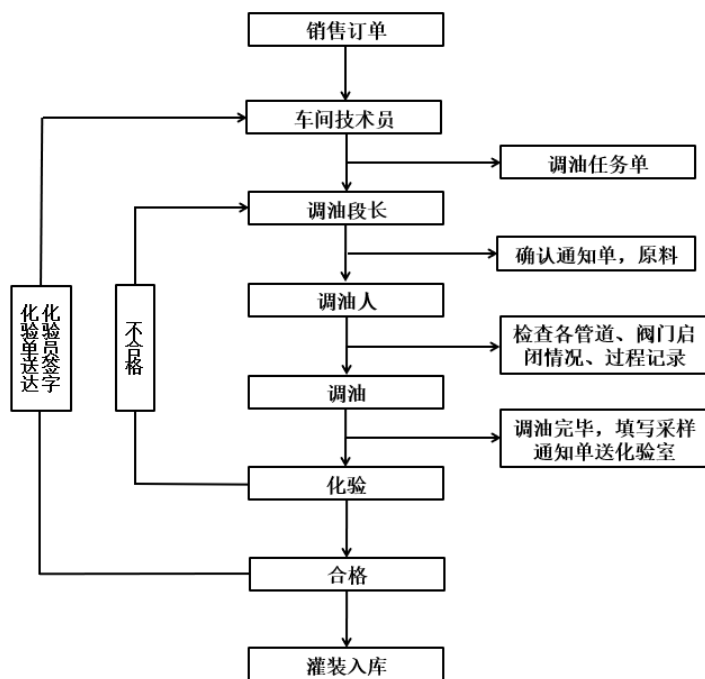 销售订单
车间技术员
调油任务单
调油段长
确认通知单，原料
调油人
检查各管道、阀门启
闭情况、过程记录
调油
调油完毕，填写采样
通知单送化验室
化验
合格
灌装入库
不合格
化验员签字
化验单送达